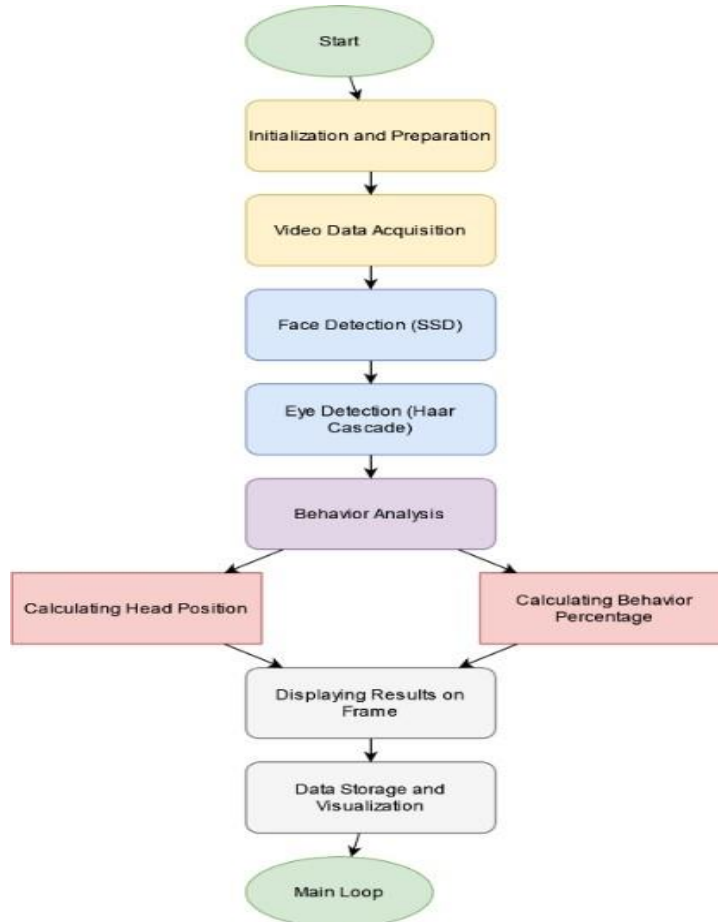 Start
Initialization and Preparation
Video Data Acquisition
Face Detection (SSD)
Eye Detection (Haar
Cascade)
Behavior Analysis
Calculating Head Position
Calculating Behavior
Percentage
Displaying Results on
Frame
Data Storage and
Visualization
Main Loop